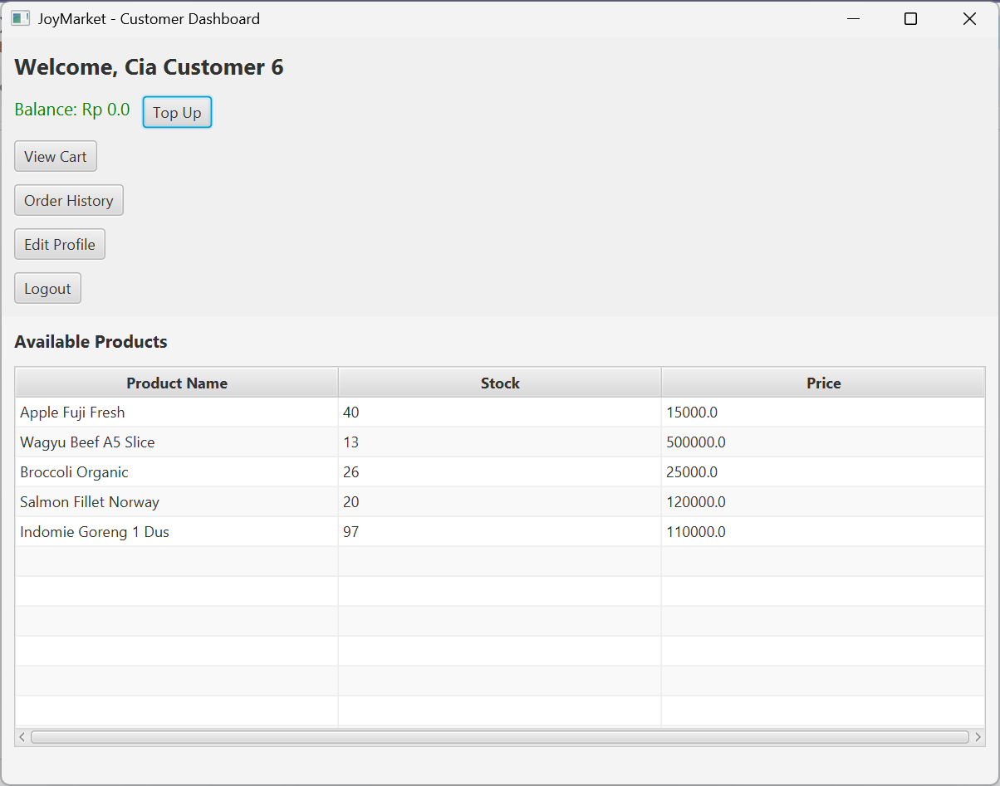 JoyMarket - Customer Dashboard
Welcome, Cia Customer 6
Balance: Rp 0.0 Top Up
View Cart
Order History
Edit Profile
Logout
Available Products
Product Name Stock Price
Apple Fuji Fresh 40 15000.0
Wagyu Beef A5 Slice 13 500000.0
Broccoli Organic 26 25000.0
Salmon Fillet Norway 20 120000.0
Indomie Goreng 1 Dus 97 110000.0